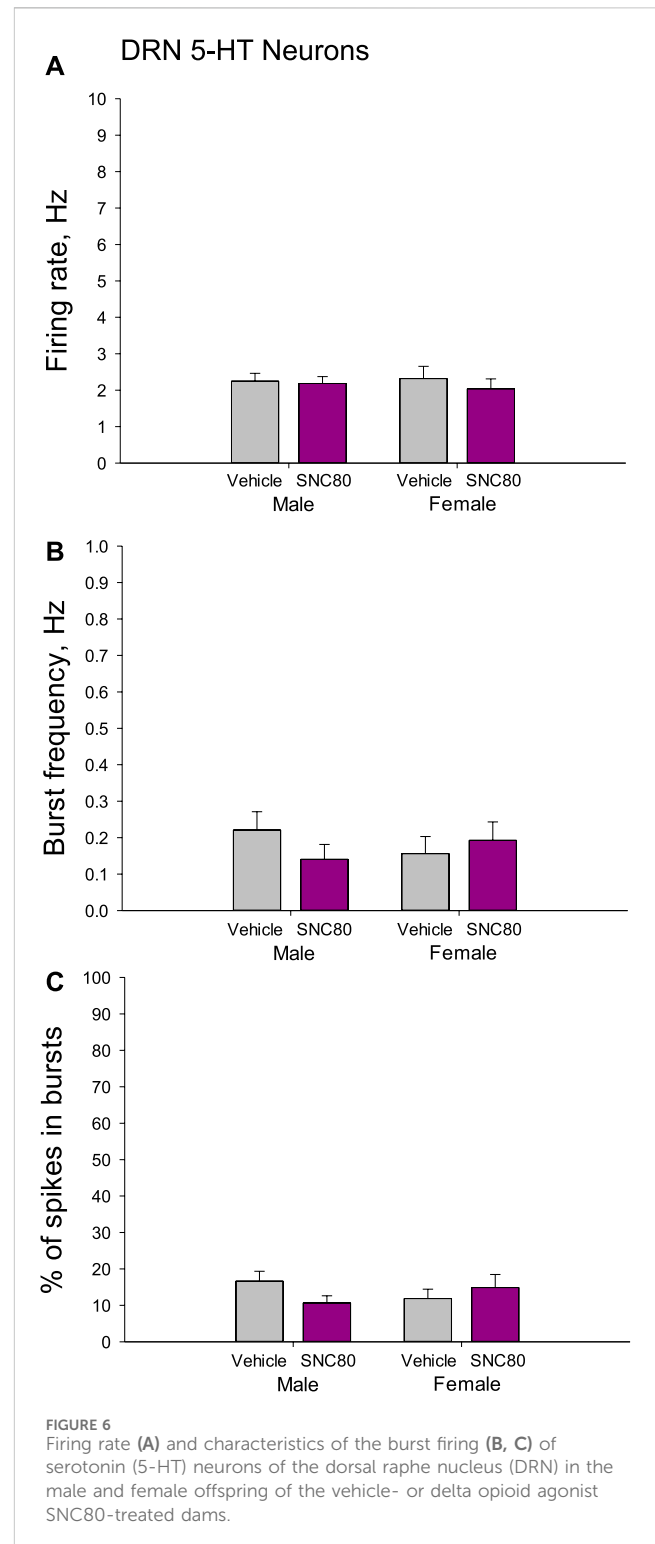 A
DRN 5-HT Neurons
Firing rate, Hz
10
9
8
7
6
5
4
3
2
1
0
Vehicle SNC80 Vehicle SNC80
Male Female
B
Burst frequency, Hz
1.0
0.9
0.8
0.7
0.6
0.5
0.4
0.3
0.2
0.1
0.0
Vehicle SNC80 Vehicle SNC80
Male Female
C
% of spikes in bursts
100
90
80
70
60
50
40
30
20
10
0
Vehicle SNC80 Vehicle SNC80
Male Female
FIGURE 6
Firing rate (A) and characteristics of the burst firing (B, C) of
serotonin (5-HT) neurons of the dorsal raphe nucleus (DRN) in the
male and female offspring of the vehicle- or delta opioid agonist
SNC80-treated dams.